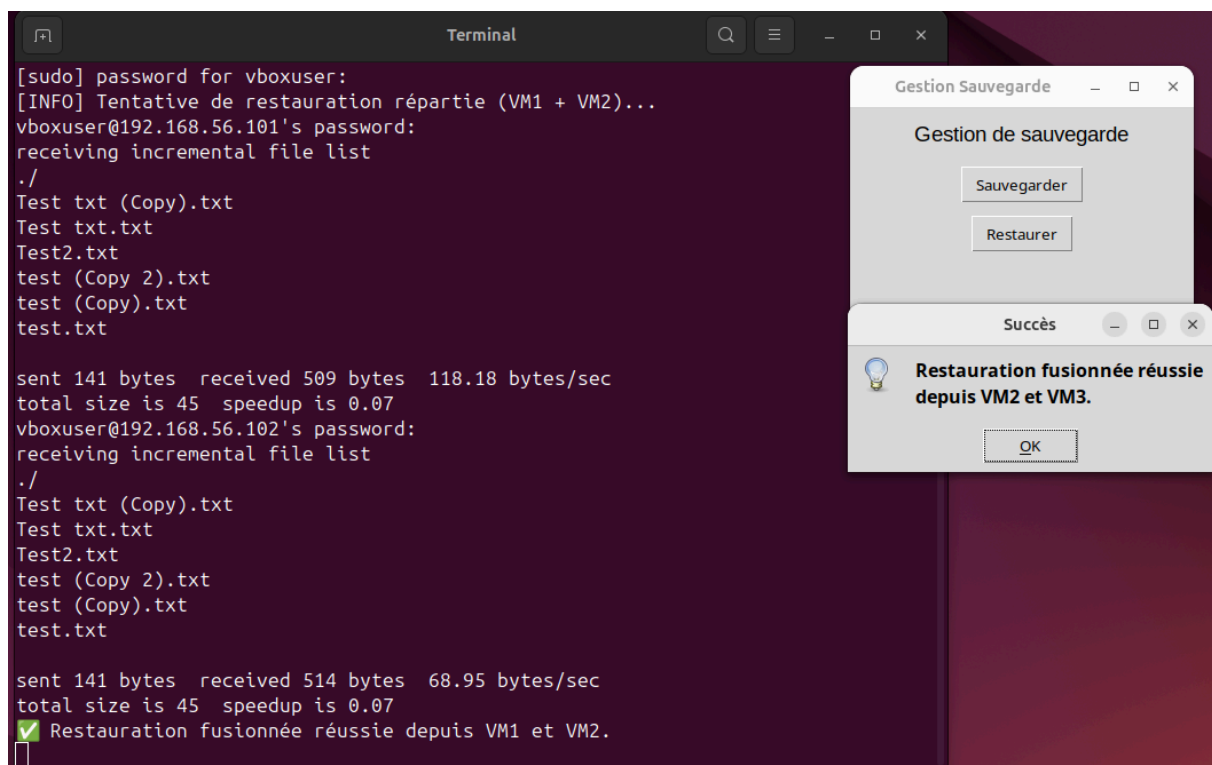 Terminal
[sudo] password for vboxuser:
[INFO] Tentative de restauration répartie (VM1 + VM2)...
vboxuser@192.168.56.101's password:
receiving incremental file list
./
Test txt (Copy).txt
Test txt.txt
Test2.txt
test (Copy 2).txt
test (Copy).txt
test.txt
sent 141 bytes  received 509 bytes  118.18 bytes/sec
total size is 45  speedup is 0.07
vboxuser@192.168.56.102's password:
receiving incremental file list
./
Test txt (Copy).txt
Test txt.txt
Test2.txt
test (Copy 2).txt
test (Copy).txt
test.txt
sent 141 bytes  received 514 bytes  68.95 bytes/sec
total size is 45  speedup is 0.07
✅ Restauration fusionnée réussie depuis VM1 et VM2.
Gestion Sauvegarde
Gestion de sauvegarde
Sauvegarder
Restaurer
Succès
Restauration fusionnée réussie
depuis VM2 et VM3.
OK